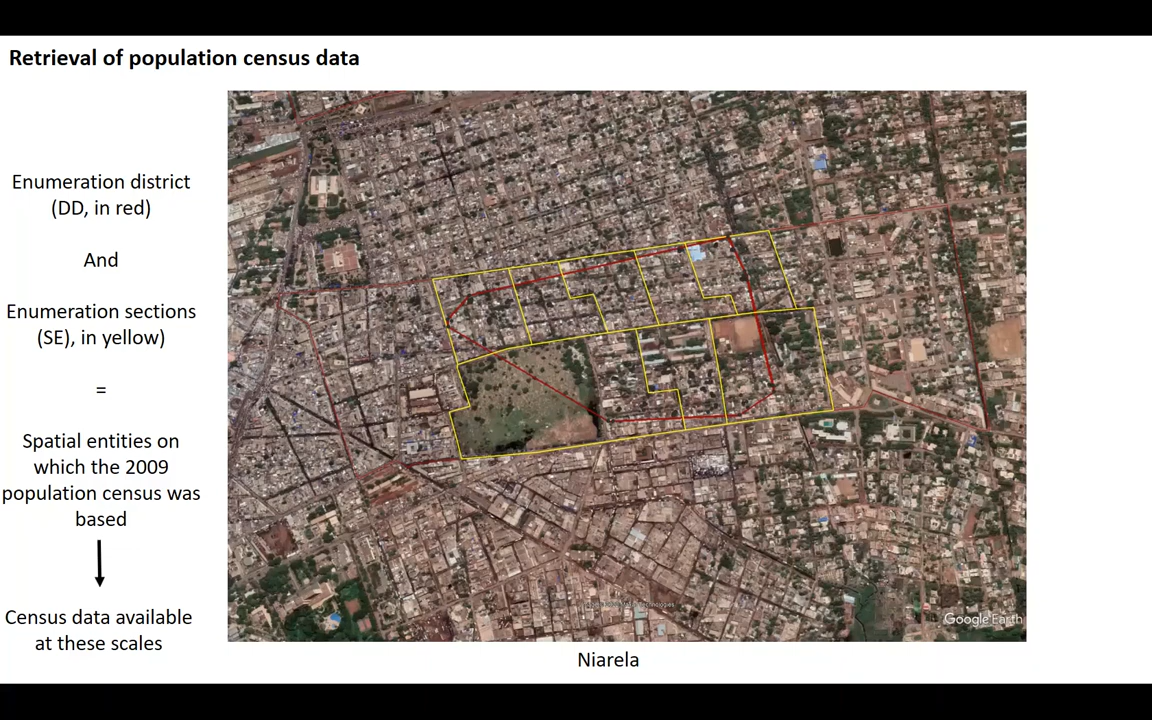 Retrieval of population census data
Enumeration district
(DD, in red)
And
Enumeration sections
(SE), in yellow)
=
Spatial entities on
which the 2009
population census was
based
Census data available
at these scales
Google Earth
Niarela